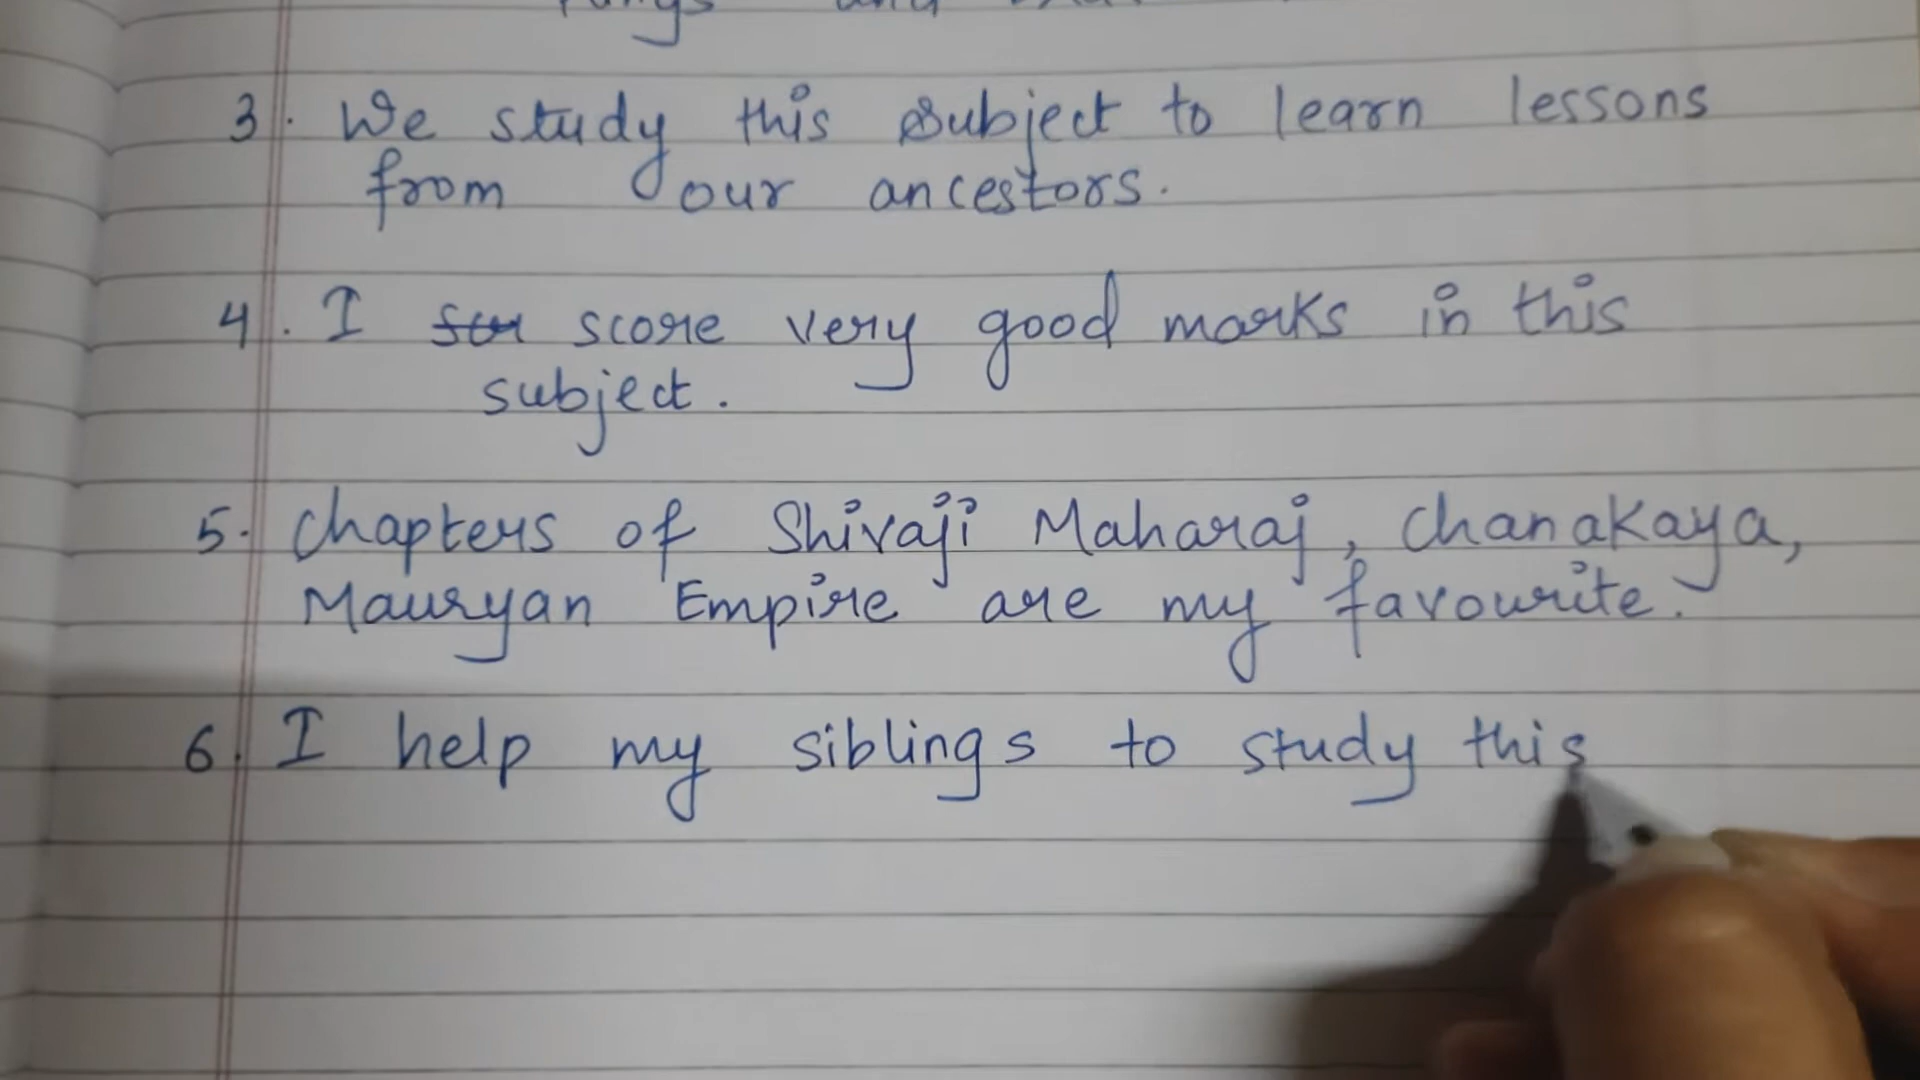 and
3. We study this subject to learn lessons
from our ancestors.
4. I score very good marks in this
subject.
5. Chapters of Shivaji Maharaj, Chanakaya,
Mauryan Empire are my favourite.
6. I help my siblings to study this